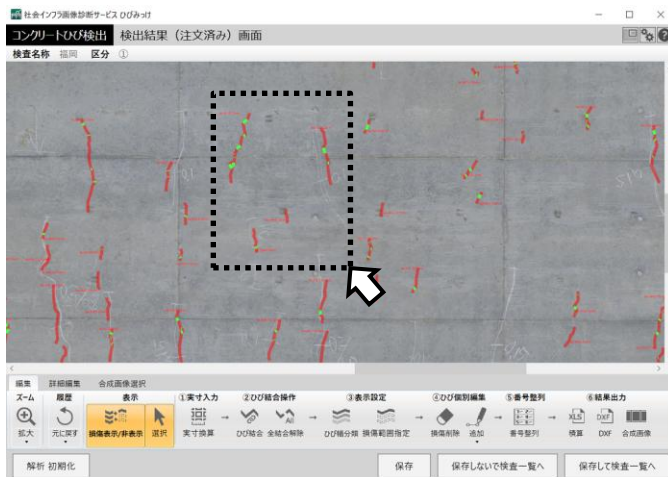 社会インフラ画像診断サービス ひびみっけ
コンクリートひび検出 検出結果（注文済み）画面
検査名称 福岡 区分 ①
編集 詳細編集 合成画像選択
ズーム 履歴 表示 ①実寸入力 ②ひび結合操作 ③表示設定 ④ひび個別編集 ⑤番号整列 ⑥結果出力
XLS DXF
拡大 元に戻す 損傷表示/非表示 選択 実寸換算 ひび結合 全結合解除 ひび幅分類 損傷範囲指定 損傷削除 追加 番号整列 積算 DXF 合成画像
解析 初期化 保存 保存しないで検査一覧へ 保存して検査一覧へ